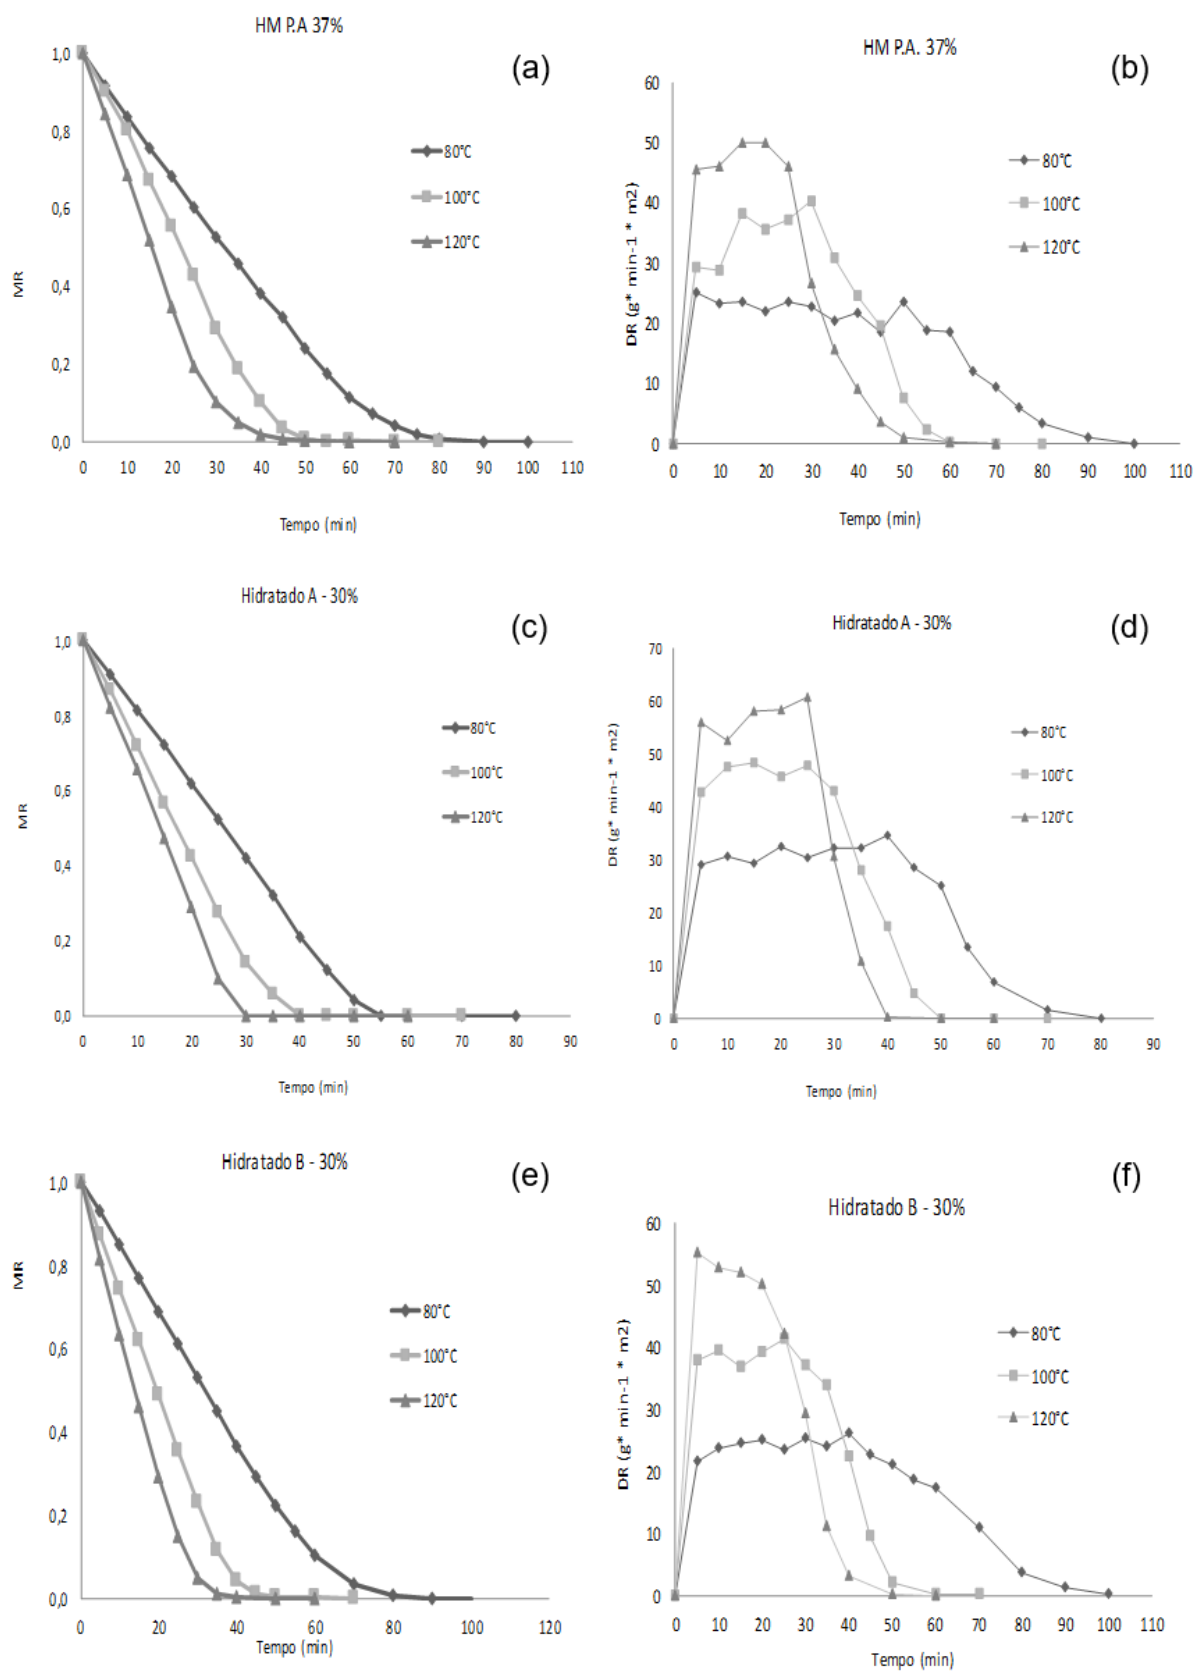 HM P.A 37%
(a)
1,0
0,8
0,6
0,4
0,2
0,0
MR
80°C
100°C
120°C
0 10 20 30 40 50 60 70 80 90 100 110
Tempo (min)
HM P.A. 37%
(b)
60
50
40
30
20
10
0
DR (g* min-1 * m2)
80°C
100°C
120°C
0 10 20 30 40 50 60 70 80 90 100 110
Tempo (min)
Hidratado A - 30%
(c)
1,0
0,8
0,6
0,4
0,2
0,0
MR
80°C
100°C
120°C
0 10 20 30 40 50 60 70 80 90
Tempo (min)
Hidratado A - 30%
(d)
70
60
50
40
30
20
10
0
DR (g* min-1 * m2)
80°C
100°C
120°C
0 10 20 30 40 50 60 70 80 90
Tempo (min)
Hidratado B - 30%
(e)
1,0
0,8
0,6
0,4
0,2
0,0
MR
80°C
100°C
120°C
0 20 40 60 80 100 120
Tempo (min)
Hidratado B - 30%
(f)
60
50
40
30
20
10
0
DR (g* min-1 * m2)
80°C
100°C
120°C
0 10 20 30 40 50 60 70 80 90 100 110
Tempo (min)